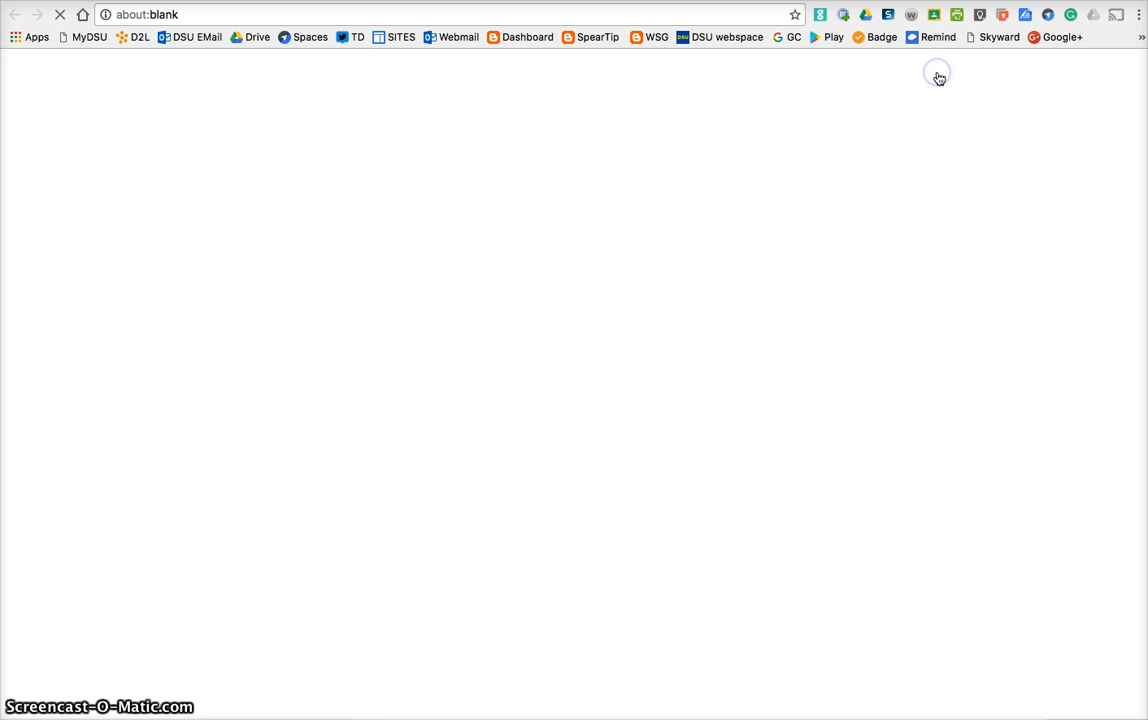 about:blank
Apps MyDSU D2L DSU EMail Drive Spaces TD SITES Webmail Dashboard SpearTip WSG DSU webspace GC Play Badge Remind Skyward Google+ »
Screencast-O-Matic.com